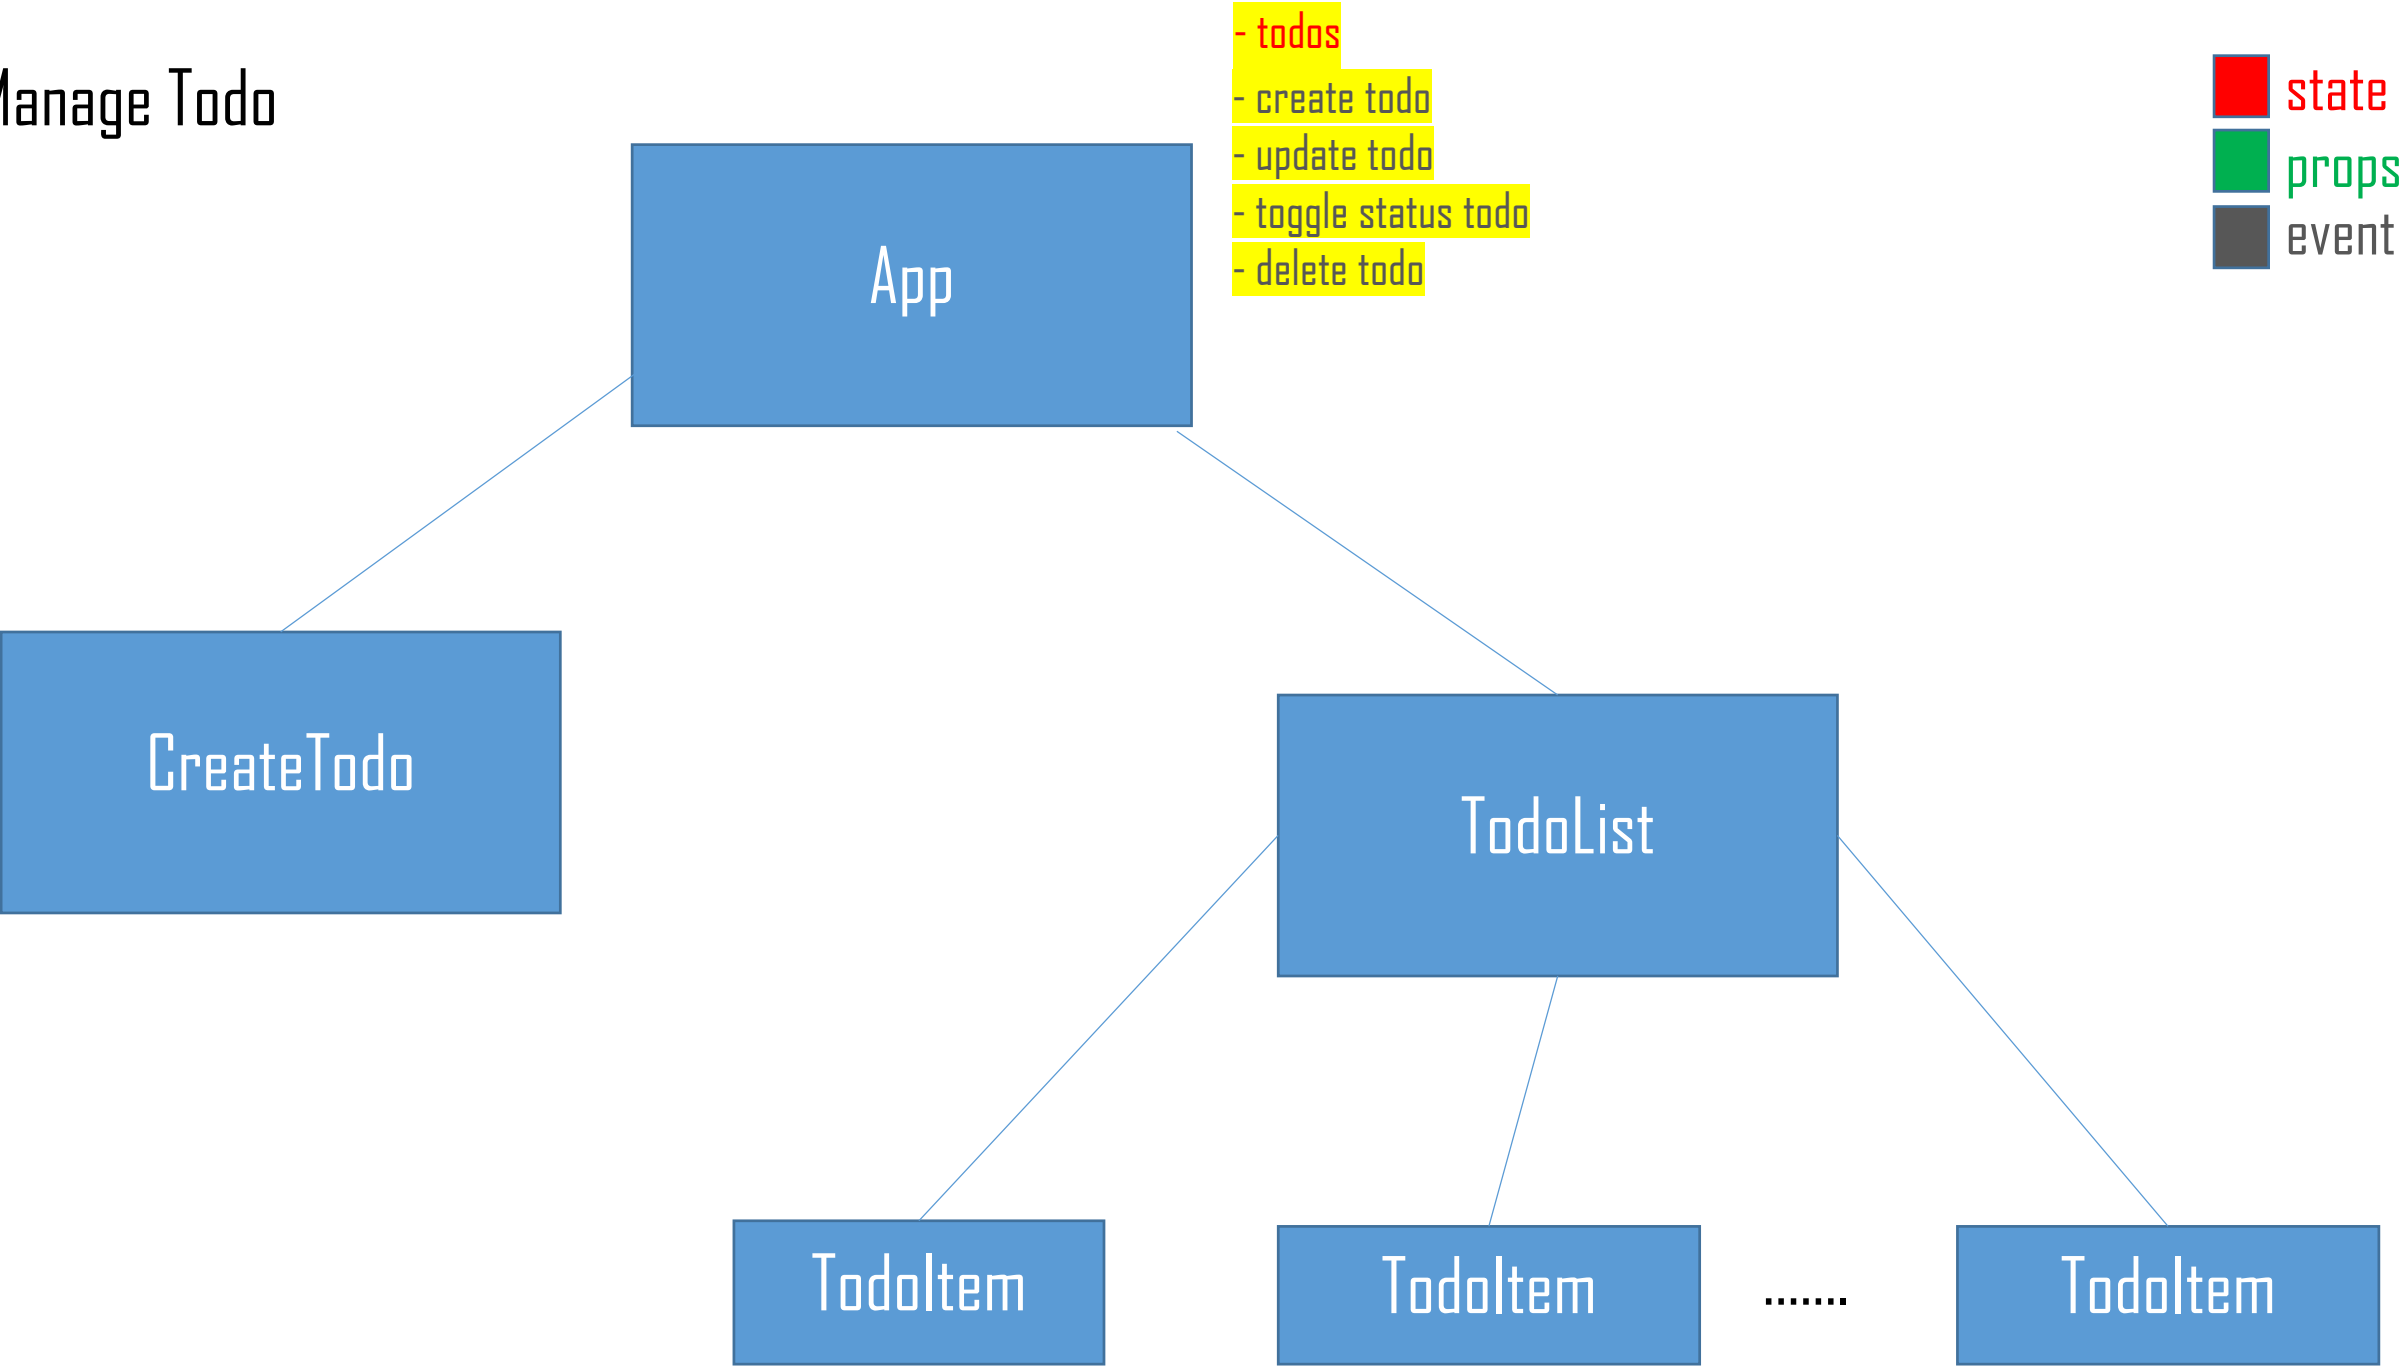 Manage Todo
- todos
- create todo
- update todo
- toggle status todo
- delete todo
state
props
event
App
CreateTodo
TodoList
TodoItem
TodoItem
.......
TodoItem